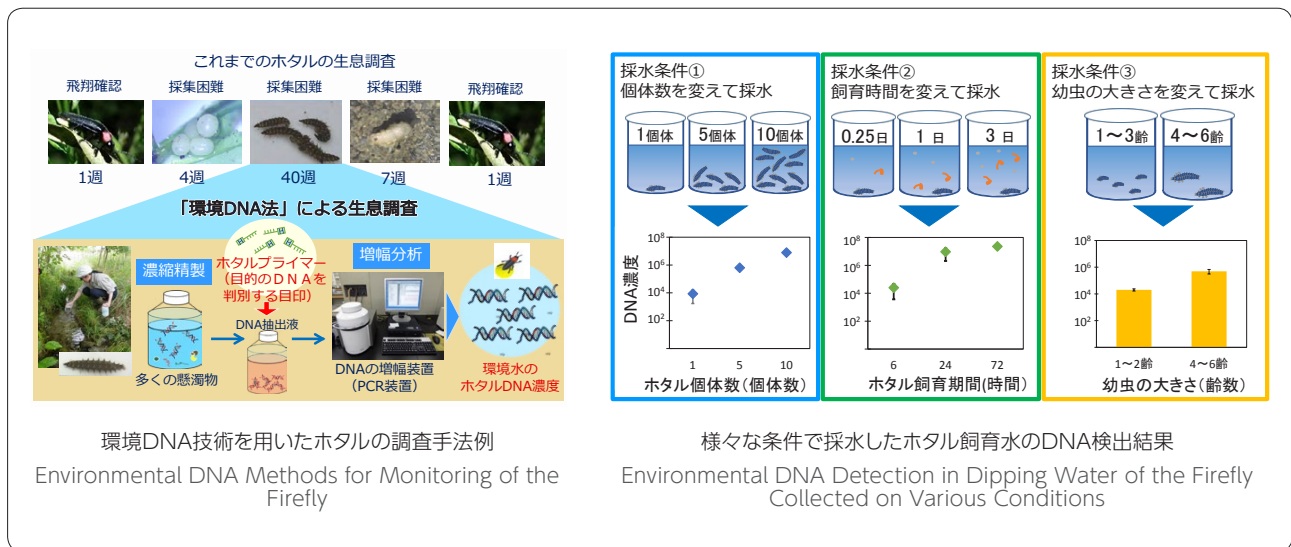 これまでのホタルの生息調査
飛翔確認 採集困難 採集困難 採集困難 飛翔確認
1週 4週 40週 7週 1週
「環境DNA法」による生息調査
濃縮精製
ホタルプライマー
（目的のDNAを
判別する目印）
増幅分析
DNA抽出液
多くの懸濁物
DNAの増幅装置
（PCR装置）
環境水の
ホタルDNA濃度
環境DNA技術を用いたホタルの調査手法例
Environmental DNA Methods for Monitoring of the
Firefly
採水条件①
個体数を変えて採水
1個体 5個体 10個体
DNA濃度
10⁸
10⁶
10⁴
10²
1 5 10
ホタル個体数（個体数）
採水条件②
飼育時間を変えて採水
0.25日 1 日 3 日
10⁸
10⁶
10⁴
10²
6 24 72
ホタル飼育期間(時間)
採水条件③
幼虫の大きさを変えて採水
1～3齢 4～6齢
10⁸
10⁶
10⁴
10²
1～2齢 4～6齢
幼虫の大きさ(齢数)
様々な条件で採水したホタル飼育水のDNA検出結果
Environmental DNA Detection in Dipping Water of the Firefly
Collected on Various Conditions